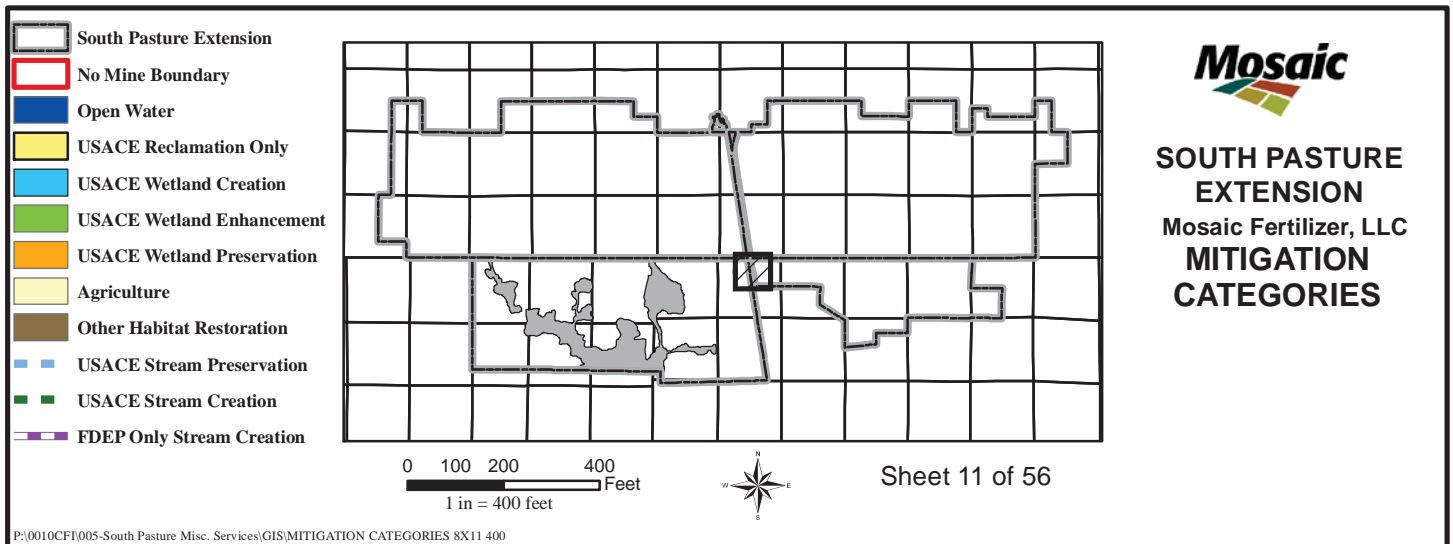 South Pasture Extension
No Mine Boundary
Open Water
USACE Reclamation Only
USACE Wetland Creation
USACE Wetland Enhancement
USACE Wetland Preservation
Agriculture
Other Habitat Restoration
USACE Stream Preservation
USACE Stream Creation
FDEP Only Stream Creation
0 100 200 400
Feet
1 in = 400 feet
N
W E
S
Sheet 11 of 56
Mosaic
SOUTH PASTURE
EXTENSION
Mosaic Fertilizer, LLC
MITIGATION
CATEGORIES
P:\0010CFI\005-South Pasture Misc. Services\GIS\MITIGATION CATEGORIES 8X11 400